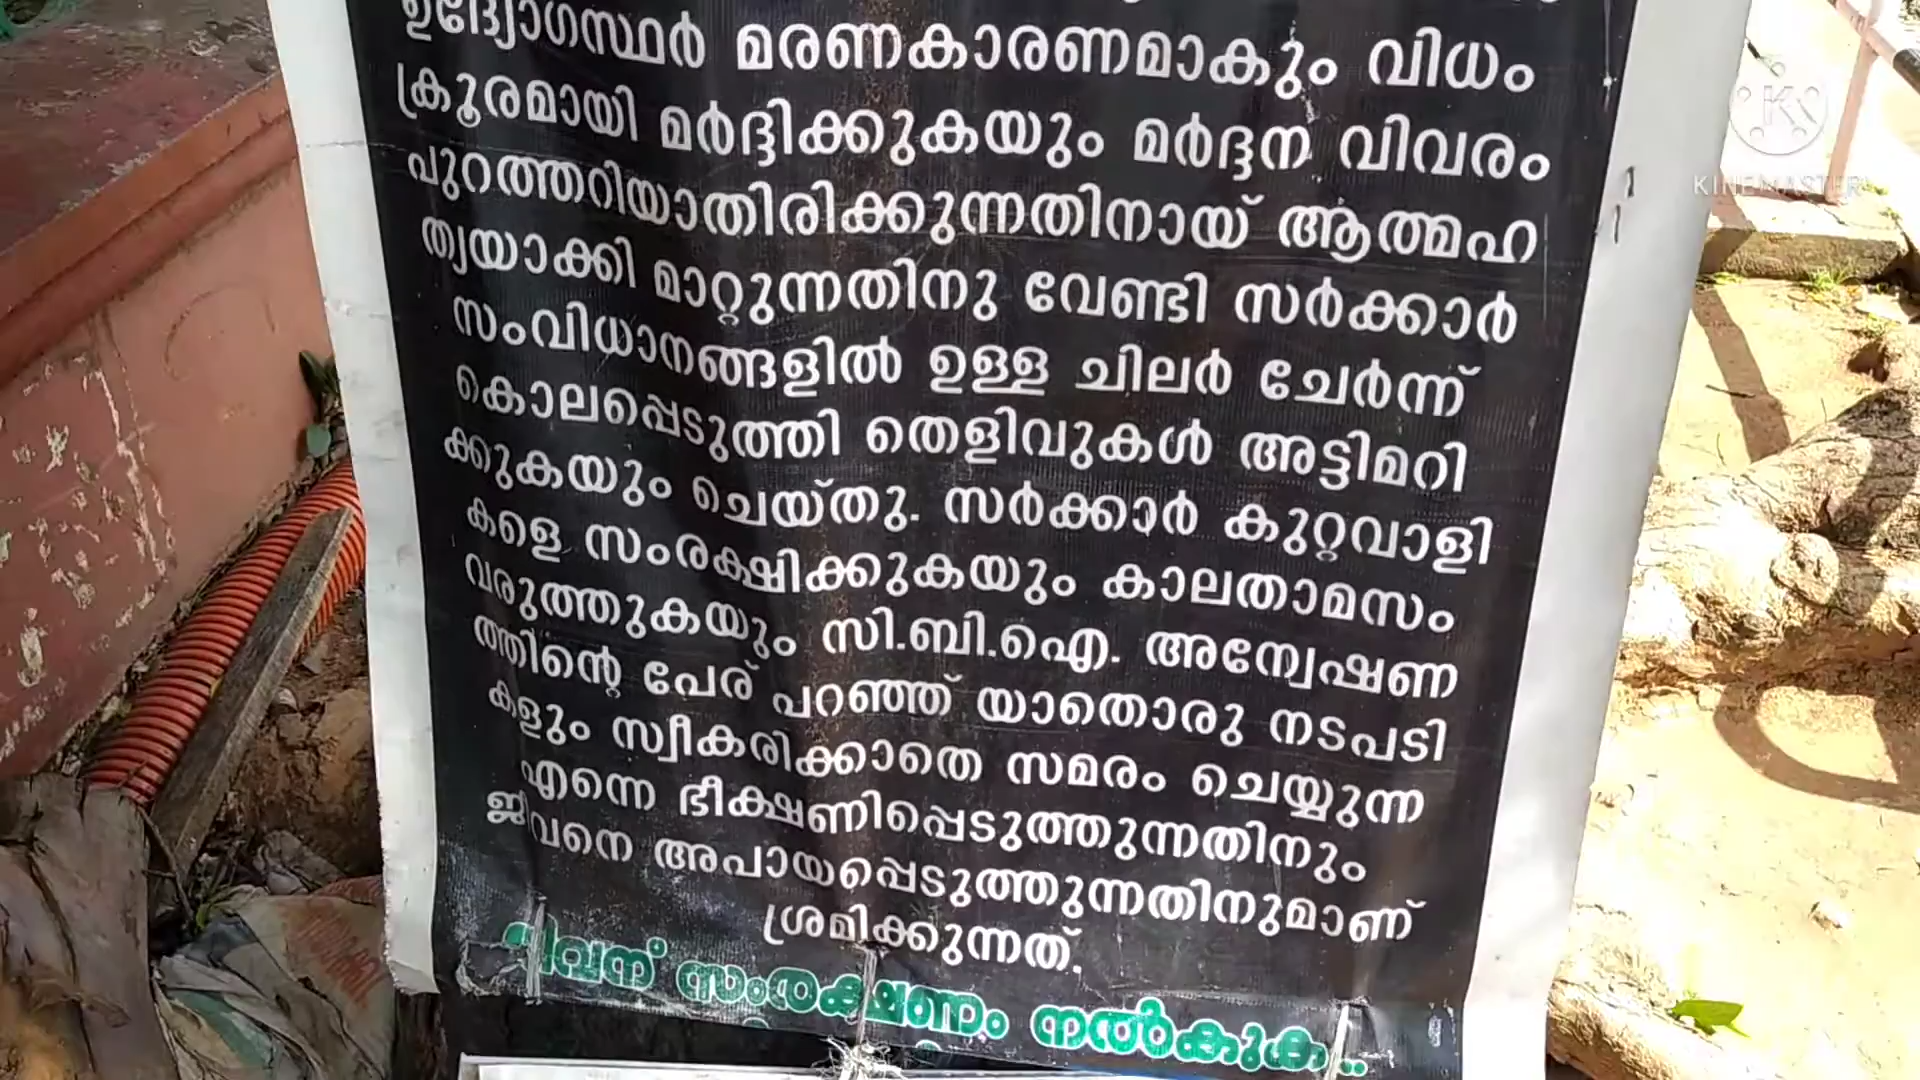 ഉദ്യോഗസ്ഥർ മരണകാരണമാകും വിധം
ക്രൂരമായി മർദ്ദിക്കുകയും മർദ്ദന വിവരം
പുറത്തറിയാതിരിക്കുന്നതിനായ് ആത്മഹ
ത്യയാക്കി മാറ്റുന്നതിനു വേണ്ടി സർക്കാർ
സംവിധാനങ്ങളിൽ ഉള്ള ചിലർ ചേർന്ന്
കൊലപ്പെടുത്തി തെളിവുകൾ അട്ടിമറി
ക്കുകയും ചെയ്തു. സർക്കാർ കുറ്റവാളി
കളെ സംരക്ഷിക്കുകയും കാലതാമസം
വരുത്തുകയും സി.ബി.ഐ. അന്വേഷണ
ത്തിന്റെ പേര് പറഞ്ഞ് യാതൊരു നടപടി
കളും സ്വീകരിക്കാതെ സമരം ചെയ്യുന്ന
എന്നെ ഭീക്ഷണിപ്പെടുത്തുന്നതിനും
ജീവനെ അപായപ്പെടുത്തുന്നതിനുമാണ്
ശ്രമിക്കുന്നത്.
ജീവന് സംരക്ഷണം നൽകുക...
KINEMASTER